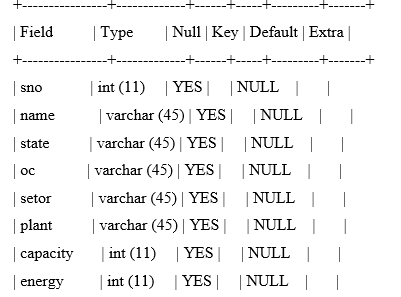 +----------------+-------------+------+-----+---------+-------+
| Field | Type | Null | Key | Default | Extra |
+----------------+-------------+------+-----+---------+-------+
| sno | int (11) | YES | | NULL | |
| name | varchar (45) | YES | | NULL | |
| state | varchar (45) | YES | | NULL | |
| oc | varchar (45) | YES | | NULL | |
| setor | varchar (45) | YES | | NULL | |
| plant | varchar (45) | YES | | NULL | |
| capacity | int (11) | YES | | NULL | |
| energy | int (11) | YES | | NULL | |